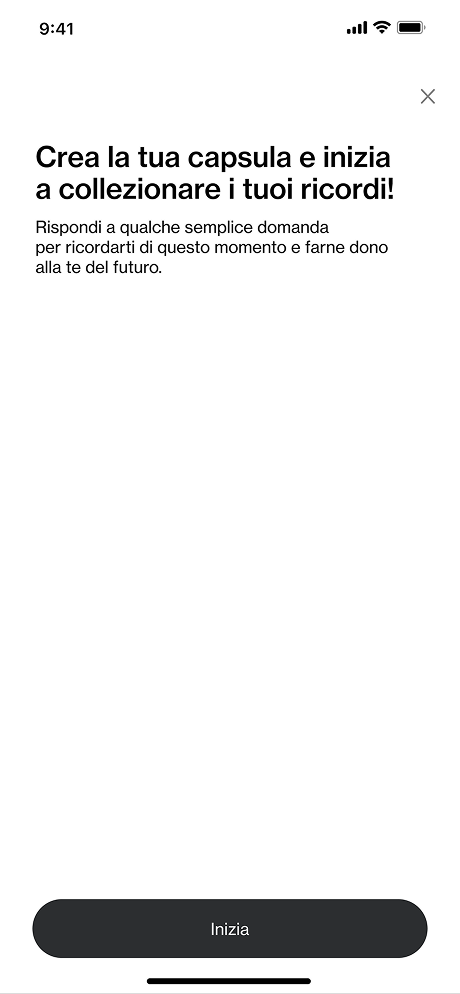 9:41
Crea la tua capsula e inizia
a collezionare i tuoi ricordi!
Rispondi a qualche semplice domanda
per ricordarti di questo momento e farne dono
alla te del futuro.
Inizia